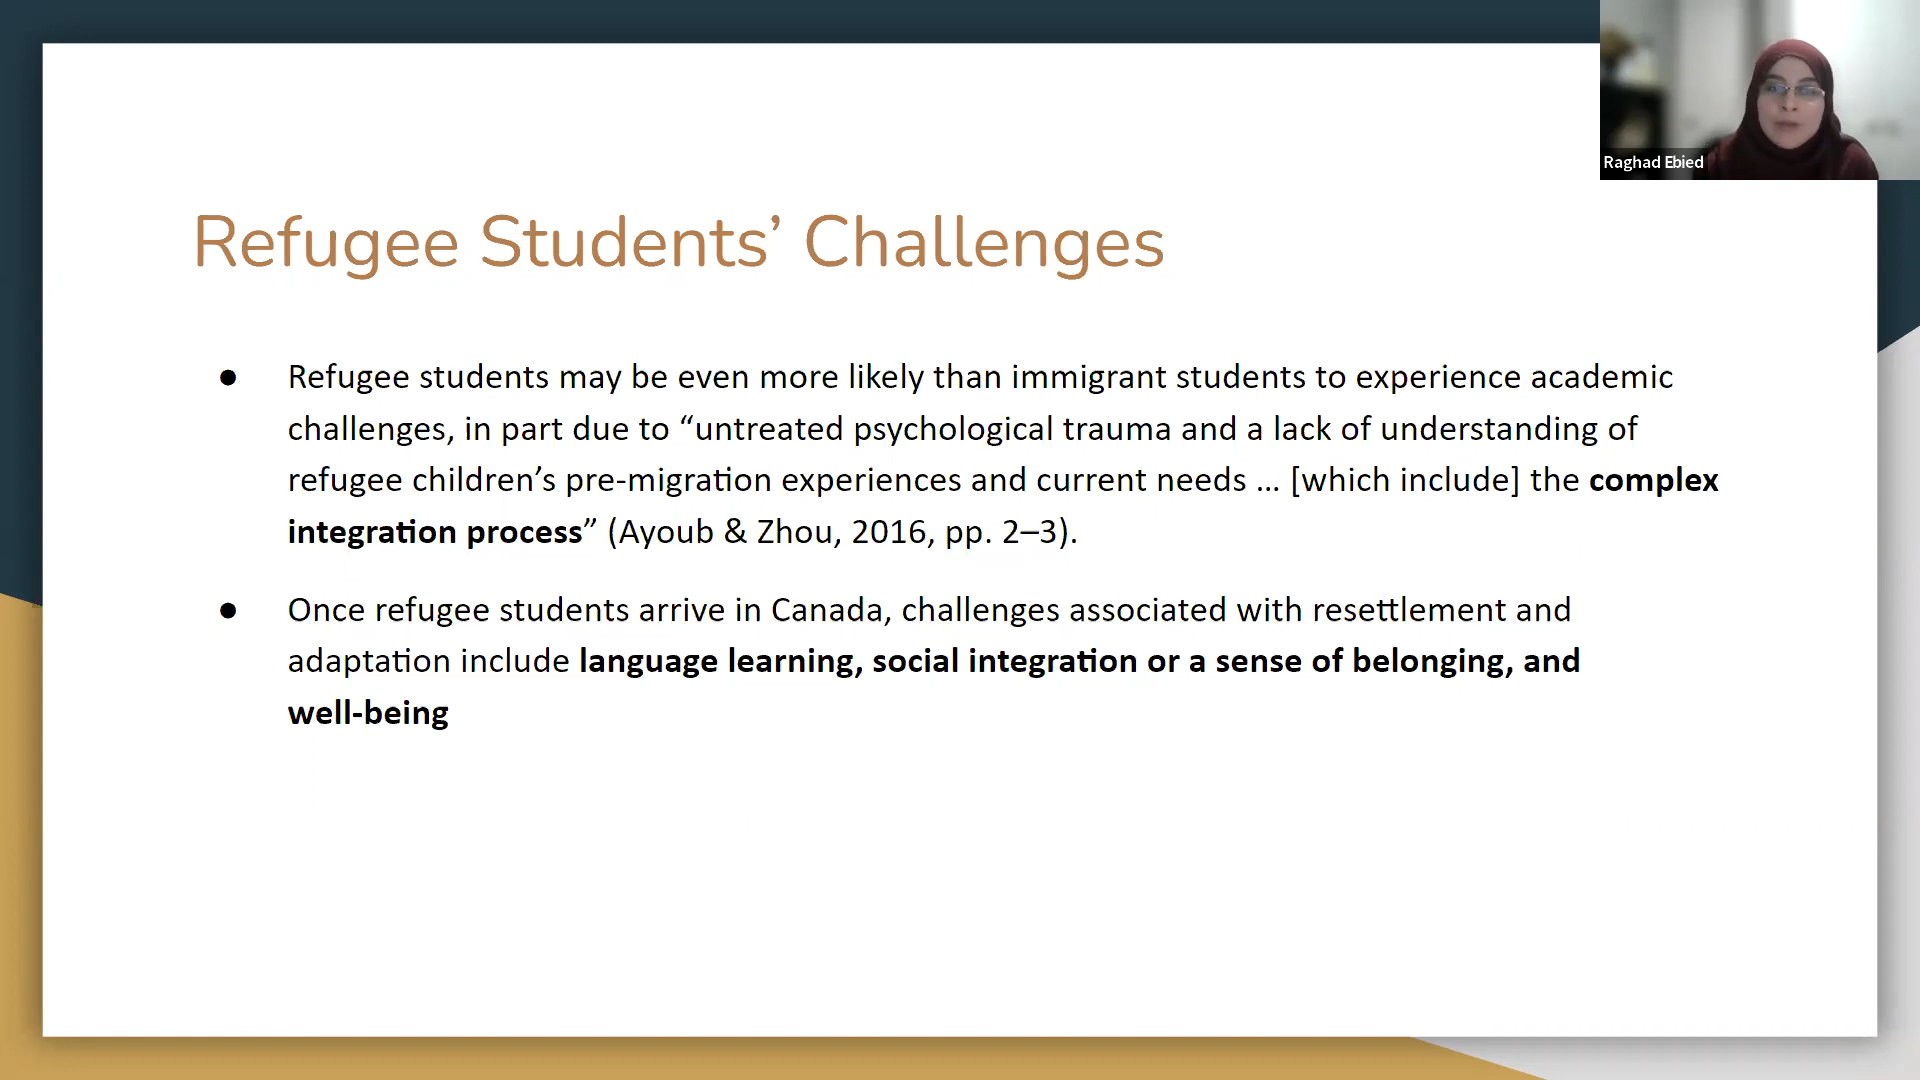 Raghad Ebied
Refugee Students’ Challenges
● Refugee students may be even more likely than immigrant students to experience academic
challenges, in part due to “untreated psychological trauma and a lack of understanding of
refugee children’s pre-migration experiences and current needs … [which include] the complex
integration process” (Ayoub & Zhou, 2016, pp. 2–3).
● Once refugee students arrive in Canada, challenges associated with resettlement and
adaptation include language learning, social integration or a sense of belonging, and
well-being